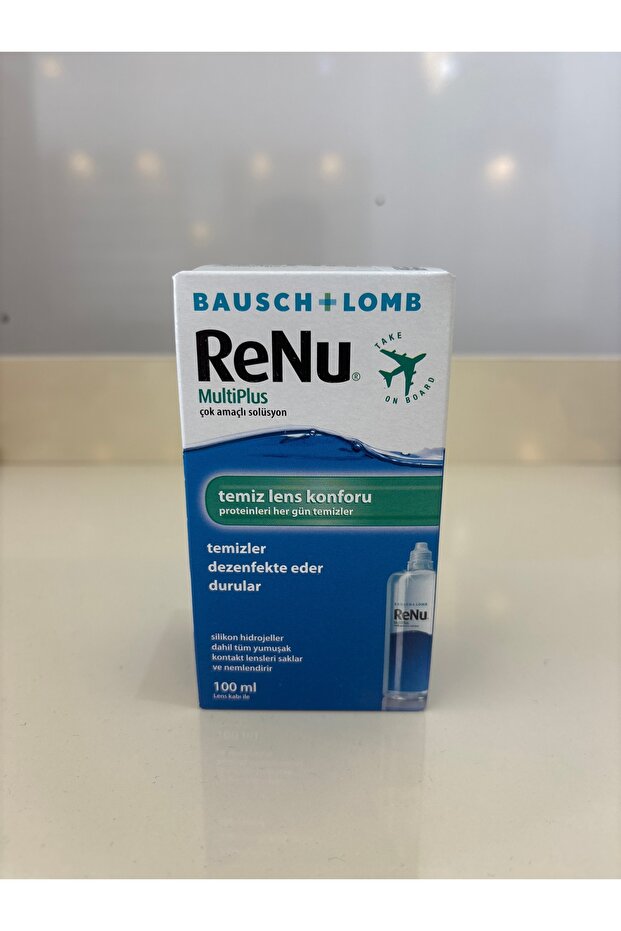 BAUSCH + LOMB
ReNu®
MultiPlus
çok amaçlı solüsyon
TAKE
ON BOARD
temiz lens konforu
proteinleri her gün temizler
temizler
dezenfekte eder
durular
silikon hidrojeller
dahil tüm yumuşak
kontakt lensleri saklar
ve nemlendirir
100 ml
Lens kabı ile
BAUSCH + LOMB
ReNu